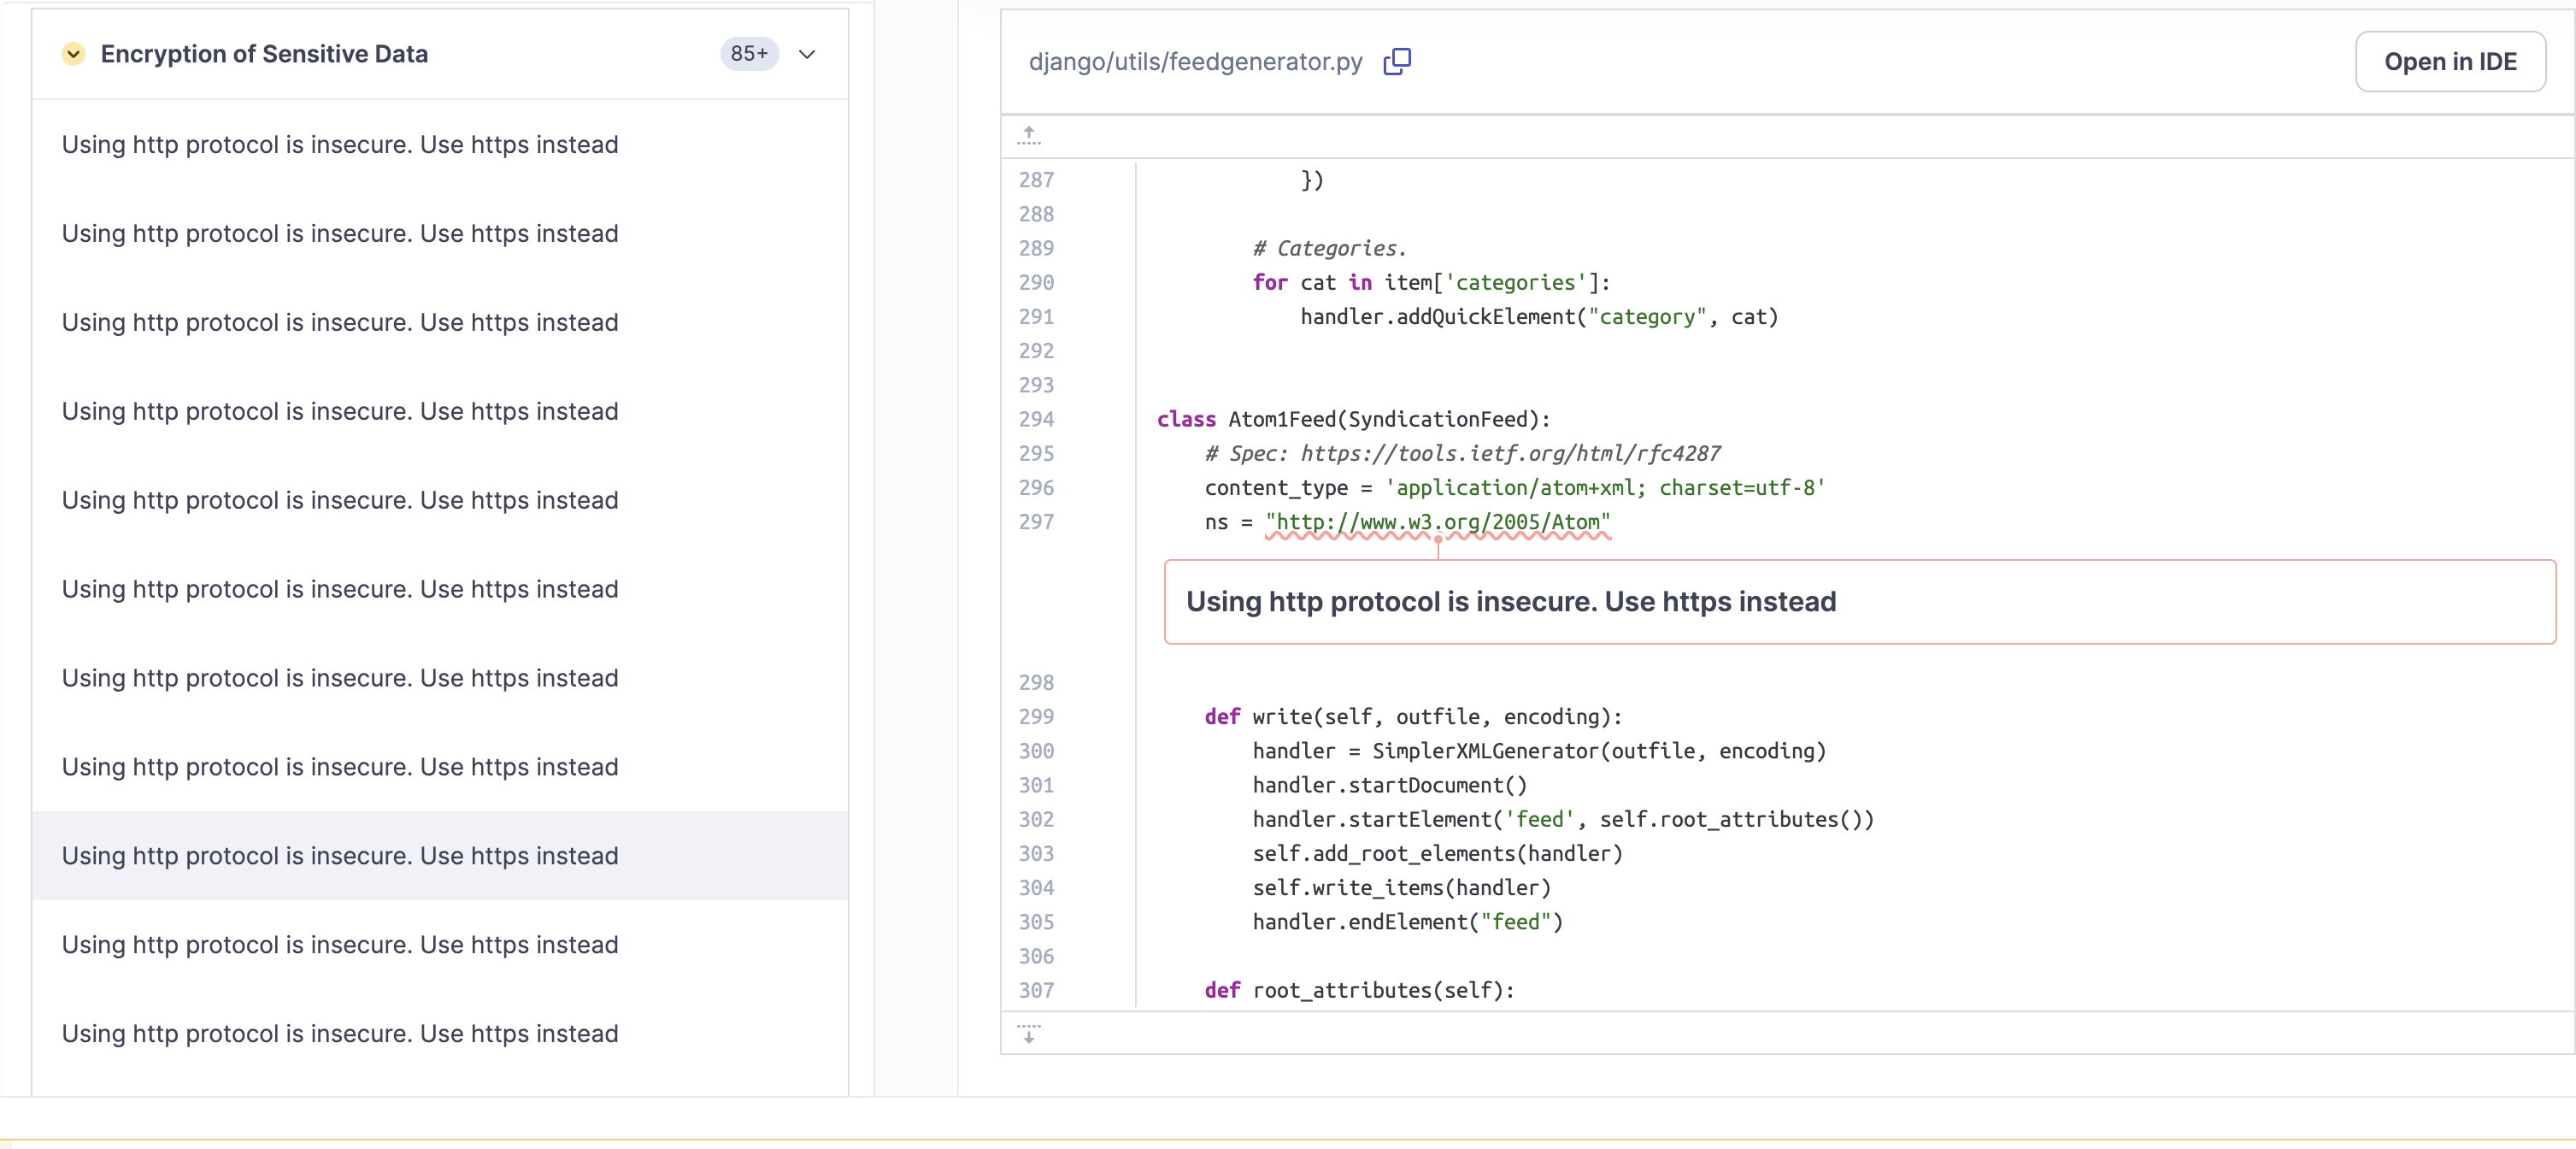 Encryption of Sensitive Data
85+
Using http protocol is insecure. Use https instead
Using http protocol is insecure. Use https instead
Using http protocol is insecure. Use https instead
Using http protocol is insecure. Use https instead
Using http protocol is insecure. Use https instead
Using http protocol is insecure. Use https instead
Using http protocol is insecure. Use https instead
Using http protocol is insecure. Use https instead
Using http protocol is insecure. Use https instead
Using http protocol is insecure. Use https instead
Using http protocol is insecure. Use https instead
django/utils/feedgenerator.py
Open in IDE
287             })
288
289         # Categories.
290         for cat in item['categories']:
291             handler.addQuickElement("category", cat)
292
293
294 class Atom1Feed(SyndicationFeed):
295     # Spec: https://tools.ietf.org/html/rfc4287
296     content_type = 'application/atom+xml; charset=utf-8'
297     ns = "http://www.w3.org/2005/Atom"
Using http protocol is insecure. Use https instead
298
299     def write(self, outfile, encoding):
300         handler = SimplerXMLGenerator(outfile, encoding)
301         handler.startDocument()
302         handler.startElement('feed', self.root_attributes())
303         self.add_root_elements(handler)
304         self.write_items(handler)
305         handler.endElement("feed")
306
307     def root_attributes(self):